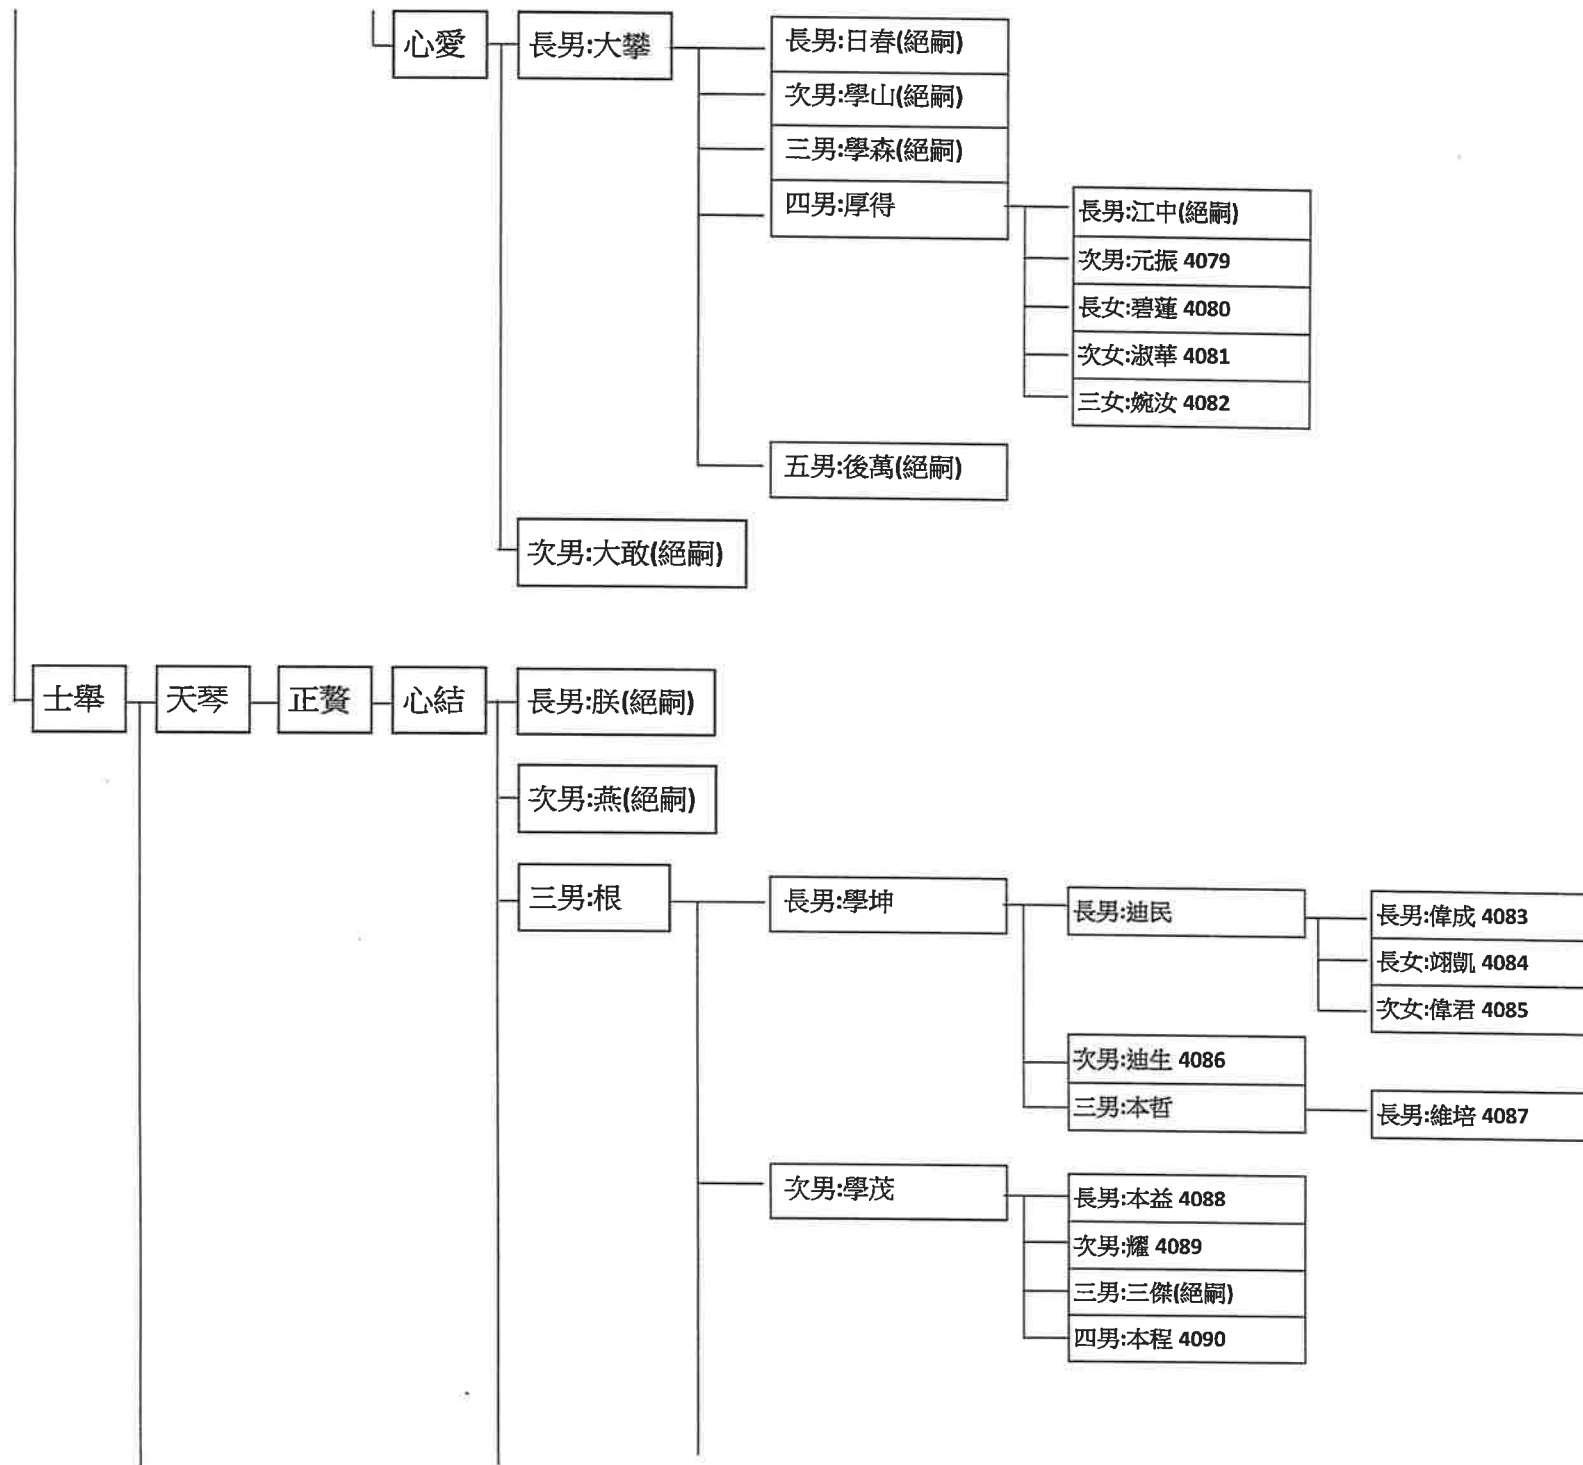 心愛
長男:大攀
長男:日春(絕嗣)
次男:學山(絕嗣)
三男:學森(絕嗣)
四男:厚得
長男:江中(絕嗣)
次男:元振 4079
長女:碧蓮 4080
次女:淑華 4081
三女:婉汝 4082
五男:後萬(絕嗣)
次男:大敢(絕嗣)
士舉
天琴
正贅
心結
長男:朕(絕嗣)
次男:燕(絕嗣)
三男:根
長男:學坤
長男:迪民
長男:偉成 4083
長女:翊凱 4084
次女:偉君 4085
次男:迪生 4086
三男:本哲
長男:維培 4087
次男:學茂
長男:本益 4088
次男:耀 4089
三男:三傑(絕嗣)
四男:本程 4090